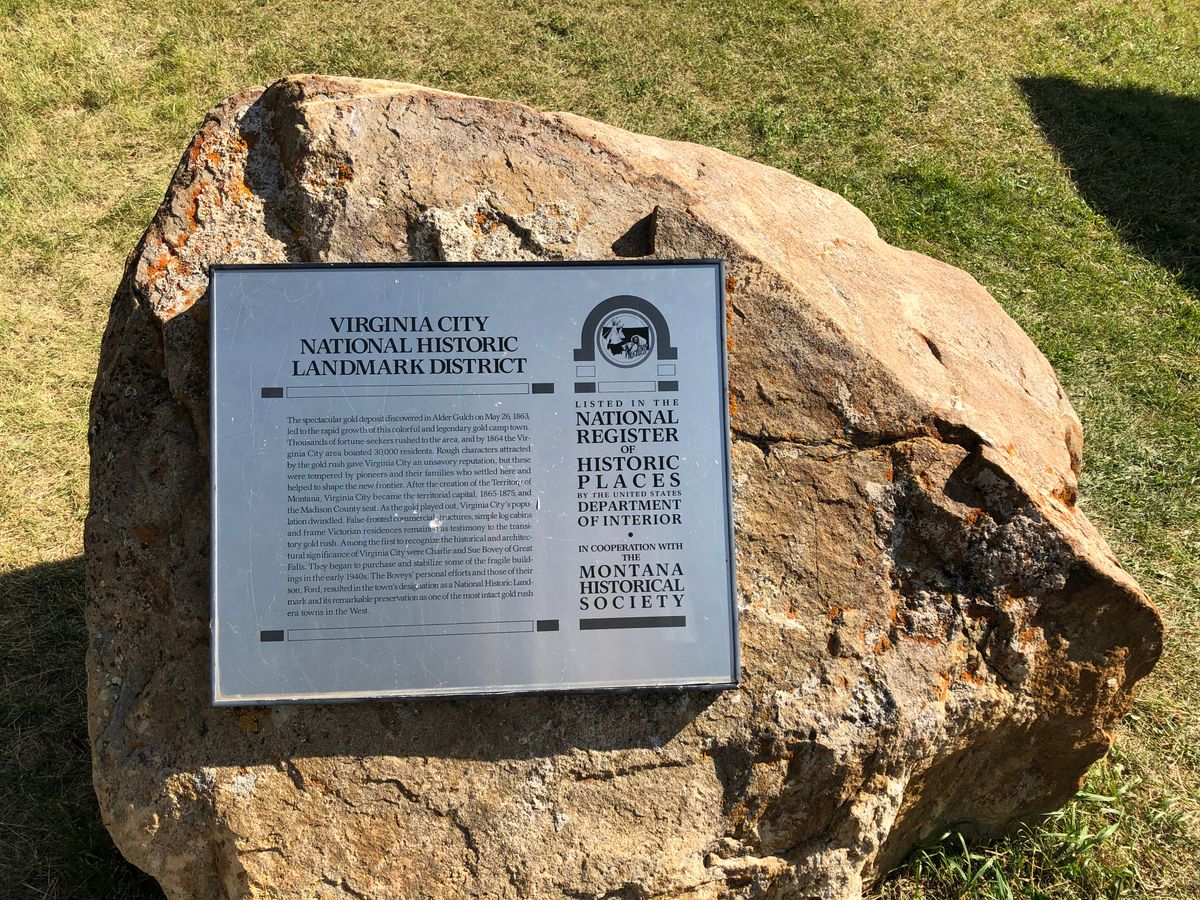 VIRGINIA CITY
NATIONAL HISTORIC
LANDMARK DISTRICT
The spectacular gold deposit discovered in Alder Gulch on May 26, 1863,
led to the rapid growth of this colorful and legendary gold camp town.
Thousands of fortune-seekers rushed to the area, and by 1864 the Vir-
ginia City area boasted 30,000 residents. Rough characters attracted
by the gold rush gave Virginia City an unsavory reputation, but these
were tempered by pioneers and their families who settled here and
helped to shape the new frontier. After the creation of the Territory of
Montana, Virginia City became the territorial capital, 1865-1875, and
the Madison County seat. As the gold played out, Virginia City's popu-
lation dwindled. False-fronted commercial structures, simple log cabins
and frame Victorian residences remained as testimony to the transi-
tory gold rush. Among the first to recognize the historical and architec-
tural significance of Virginia City were Charlie and Sue Bovey of Great
Falls. They began to purchase and stabilize some of the fragile build-
ings in the early 1940s. The Boveys' personal efforts and those of their
son, Ford, resulted in the town's designation as a National Historic Land-
mark and its remarkable preservation as one of the most intact gold rush
era towns in the West.
LISTED IN THE
NATIONAL
REGISTER
OF
HISTORIC
PLACES
BY THE UNITED STATES
DEPARTMENT
OF INTERIOR
•
IN COOPERATION WITH
THE
MONTANA
HISTORICAL
SOCIETY